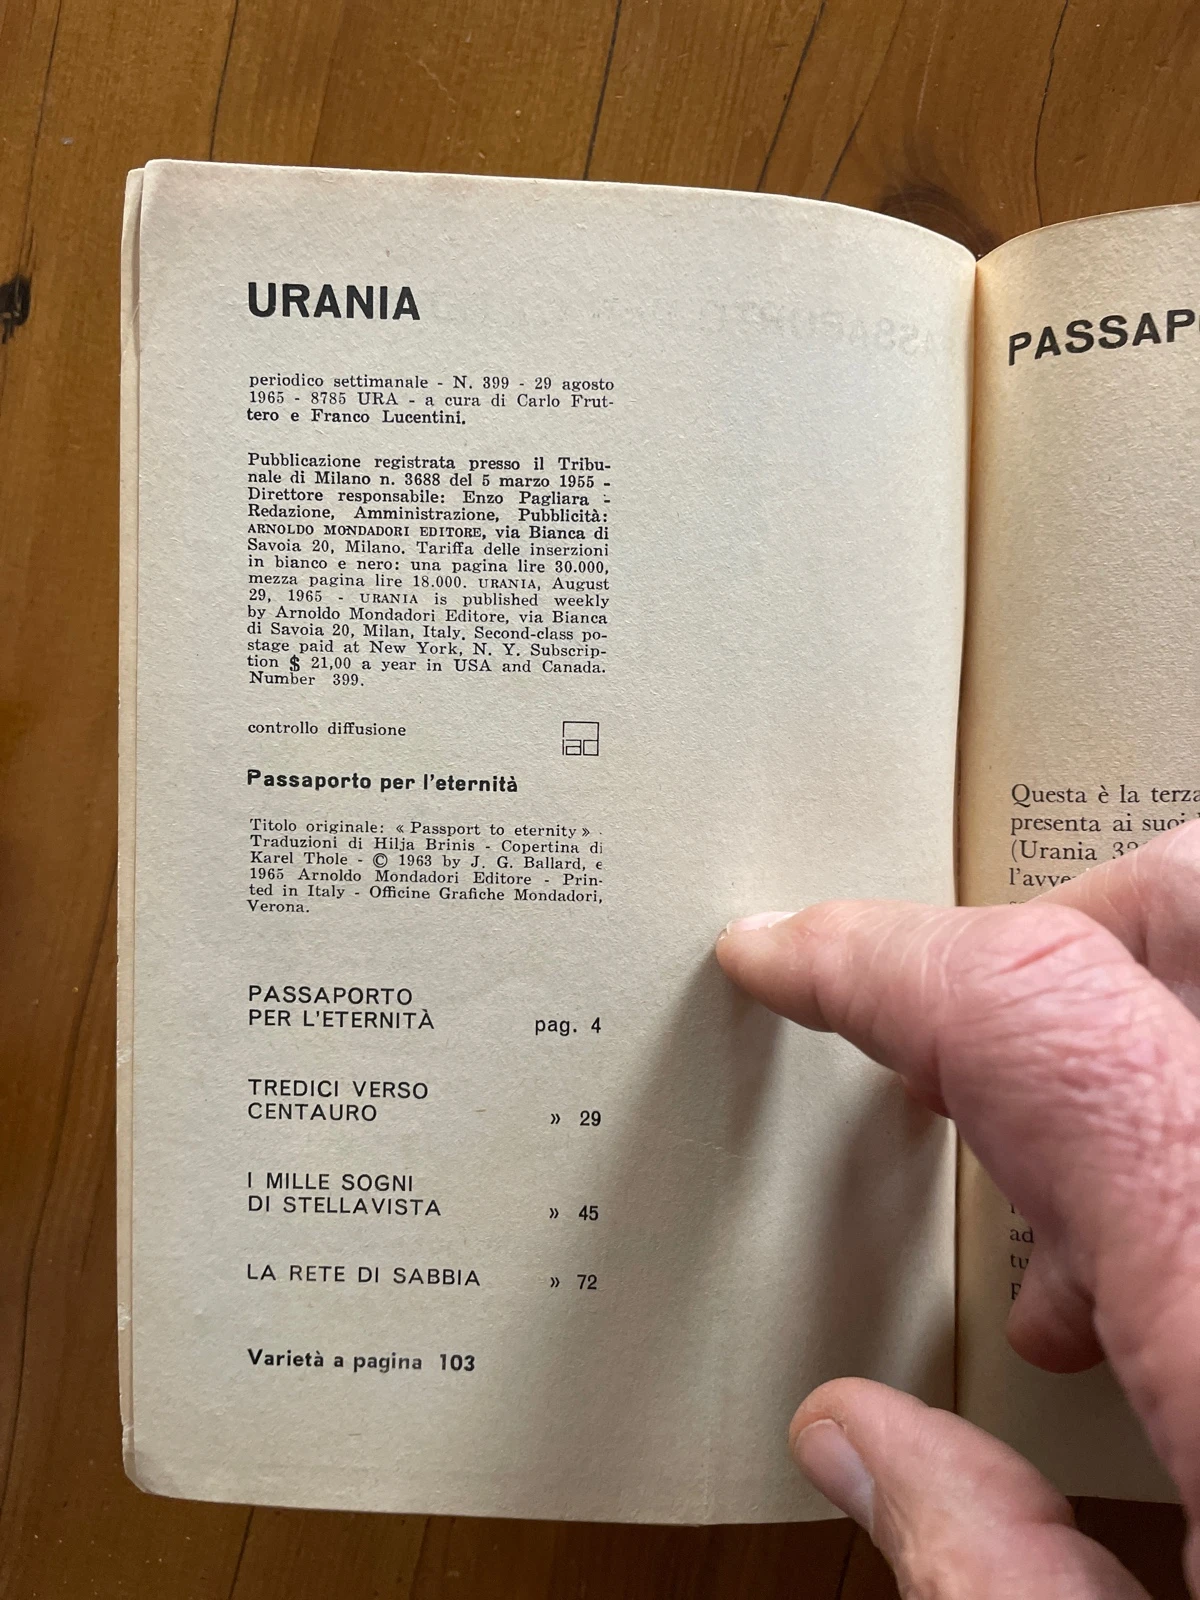 URANIA
periodico settimanale - N. 399 - 29 agosto
1965 - 8785 URA - a cura di Carlo Frut-
tero e Franco Lucentini.
Pubblicazione registrata presso il Tribu-
nale di Milano n. 3688 del 5 marzo 1955 -
Direttore responsabile: Enzo Pagliara -
Redazione, Amministrazione, Pubblicità:
ARNOLDO MONDADORI EDITORE, via Bianca di
Savoia 20, Milano. Tariffa delle inserzioni
in bianco e nero: una pagina lire 30.000,
mezza pagina lire 18.000. URANIA, August
29, 1965 - URANIA is published weekly
by Arnoldo Mondadori Editore, via Bianca
di Savoia 20, Milan, Italy. Second-class po-
stage paid at New York, N. Y. Subscrip-
tion $ 21,00 a year in USA and Canada.
Number 399.
controllo diffusione
iad
Passaporto per l'eternità
Titolo originale: « Passport to eternity » -
Traduzioni di Hilja Brinis - Copertina di
Karel Thole - © 1963 by J. G. Ballard, e
1965 Arnoldo Mondadori Editore - Prin-
ted in Italy - Officine Grafiche Mondadori,
Verona.
PASSAPORTO
PER L'ETERNITÀ pag. 4
TREDICI VERSO
CENTAURO » 29
I MILLE SOGNI
DI STELLAVISTA » 45
LA RETE DI SABBIA » 72
Varietà a pagina 103
PASSAP
Questa è la terza
presenta ai suoi
(Urania
ad
tu